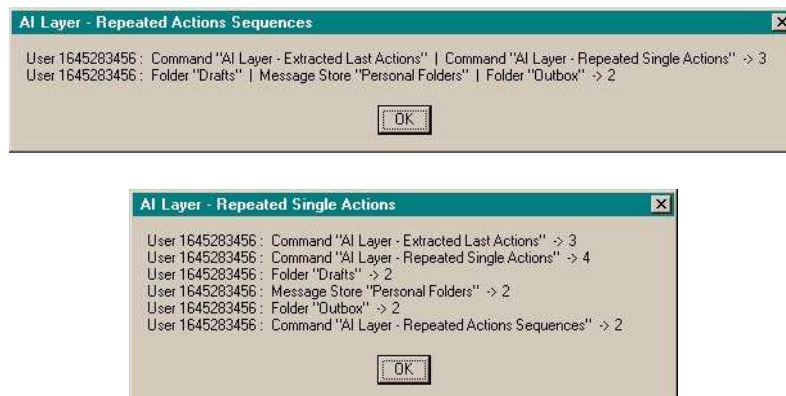 AI Layer - Repeated Actions Sequences
User 1645283456 : Command "AI Layer - Extracted Last Actions" | Command "AI Layer - Repeated Single Actions" -> 3
User 1645283456 : Folder "Drafts" | Message Store "Personal Folders" | Folder "Outbox" -> 2
OK
AI Layer - Repeated Single Actions
User 1645283456 : Command "AI Layer - Extracted Last Actions" -> 3
User 1645283456 : Command "AI Layer - Repeated Single Actions" -> 4
User 1645283456 : Folder "Drafts" -> 2
User 1645283456 : Message Store "Personal Folders" -> 2
User 1645283456 : Folder "Outbox" -> 2
User 1645283456 : Command "AI Layer - Repeated Actions Sequences" -> 2
OK